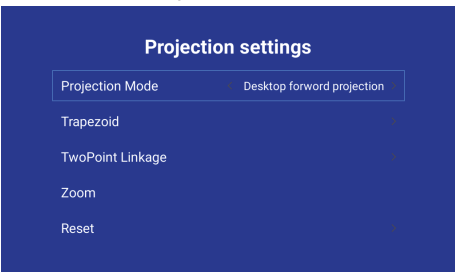 Projection settings
Projection Mode < Desktop forword projection >
Trapezoid >
TwoPoint Linkage >
Zoom
Reset >